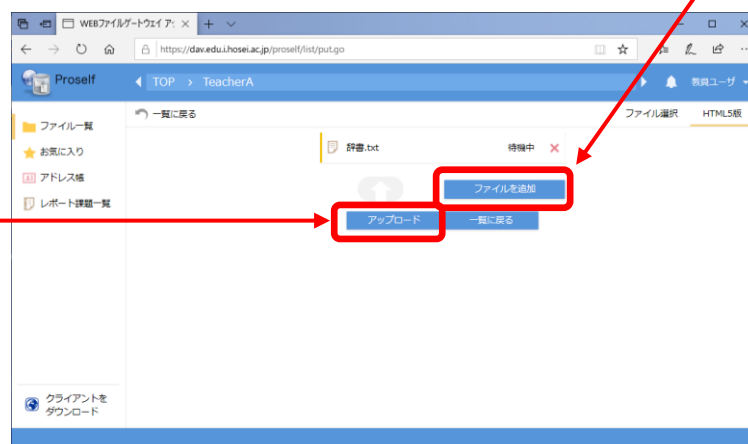 WEBファイルゲートウェイ ア:
https://dav.edu.i.hosei.ac.jp/proself/list/put.go
Proself
TOP > TeacherA
教員ユーザ
一覧に戻る
ファイル選択
HTML5版
ファイル一覧
お気に入り
アドレス帳
レポート課題一覧
辞書.txt
待機中
ファイルを追加
アップロード
一覧に戻る
クライアントを
ダウンロード